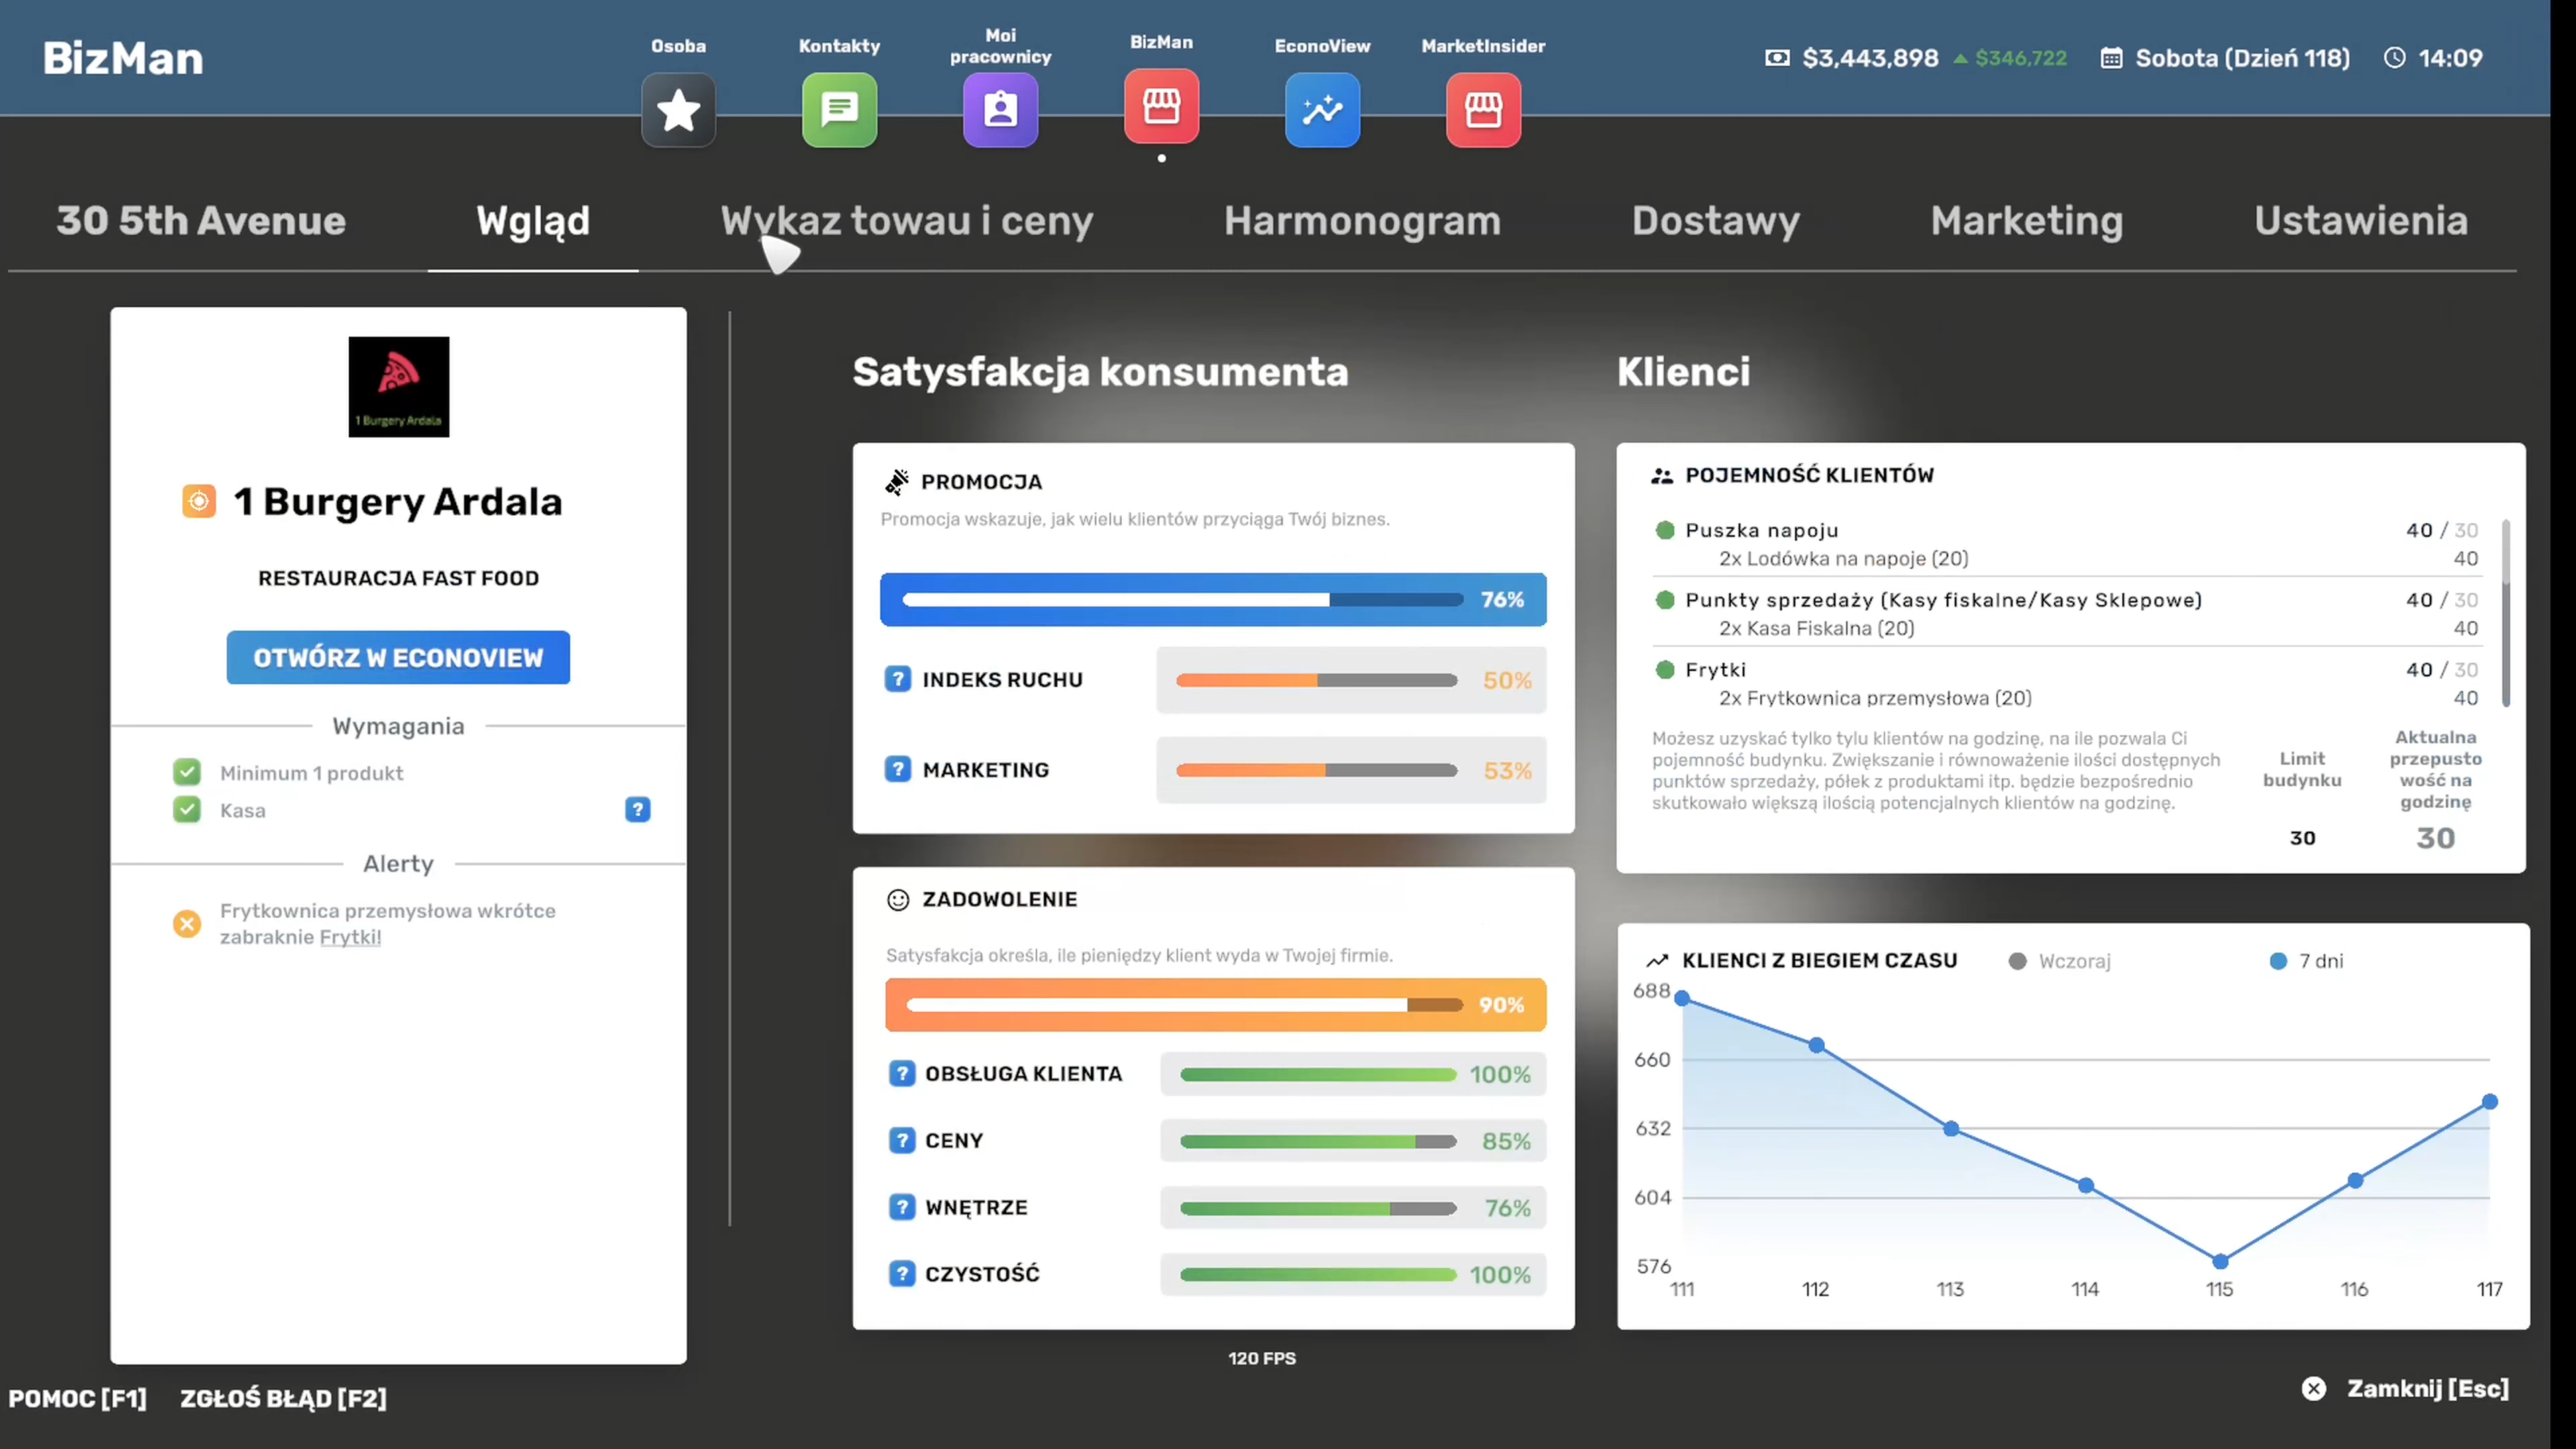 BizMan
Osoba
Kontakty
Moi
pracownicy
BizMan
EconoView
MarketInsider
$3,443,898
$346,722
Sobota (Dzień 118)
14:09
30 5th Avenue
Wgląd
Wykaz towau i ceny
Harmonogram
Dostawy
Marketing
Ustawienia
1 Burgery Ardala
1 Burgery Ardala
RESTAURACJA FAST FOOD
OTWÓRZ W ECONOVIEW
Wymagania
Minimum 1 produkt
Kasa
?
Alerty
Frytkownica przemysłowa wkrótce
zabraknie Frytki!
Satysfakcja konsumenta
PROMOCJA
Promocja wskazuje, jak wielu klientów przyciąga Twój biznes.
76%
? INDEKS RUCHU 50%
? MARKETING 53%
ZADOWOLENIE
Satysfakcja określa, ile pieniędzy klient wyda w Twojej firmie.
90%
? OBSŁUGA KLIENTA 100%
? CENY 85%
? WNĘTRZE 76%
? CZYSTOŚĆ 100%
Klienci
POJEMNOŚĆ KLIENTÓW
Puszka napoju 40 / 30
2x Lodówka na napoje (20) 40
Punkty sprzedaży (Kasy fiskalne/Kasy Sklepowe) 40 / 30
2x Kasa Fiskalna (20) 40
Frytki 40 / 30
2x Frytkownica przemysłowa (20) 40
Możesz uzyskać tylko tylu klientów na godzinę, na ile pozwala Ci
pojemność budynku. Zwiększanie i równoważenie ilości dostępnych
punktów sprzedaży, półek z produktami itp. będzie bezpośrednio
skutkowało większą ilością potencjalnych klientów na godzinę.
Limit
budynku
30
Aktualna
przepusto
wość na
godzinę
30
KLIENCI Z BIEGIEM CZASU
Wczoraj
7 dni
688
660
632
604
576
111 112 113 114 115 116 117
120 FPS
POMOC [F1]
ZGŁOŚ BŁĄD [F2]
Zamknij [Esc]